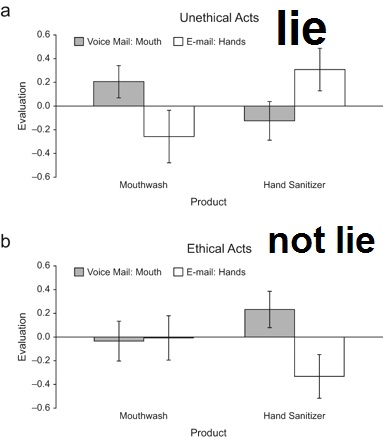 a
Unethical Acts
lie
Voice Mail: Mouth
E-mail: Hands
Evaluation
0.6
0.4
0.2
0.0
–0.2
–0.4
–0.6
Mouthwash
Hand Sanitizer
Product
b
Ethical Acts
not lie
Voice Mail: Mouth
E-mail: Hands
Evaluation
0.6
0.4
0.2
0.0
–0.2
–0.4
–0.6
Mouthwash
Hand Sanitizer
Product